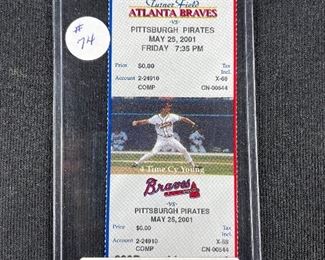 # 74
Turner Field
ATLANTA BRAVES
-VS-
PITTSBURGH PIRATES
MAY 25, 2001
FRIDAY 7:35 PM
Price $0.00 Tax Incl.
Account 2-24910 X-68
COMP CN-00644
4 Time Cy Young
Braves
-VS-
PITTSBURGH PIRATES
MAY 25, 2001
Price $0.00 Tax Incl.
Account 2-24910 X-68
COMP CN-00644